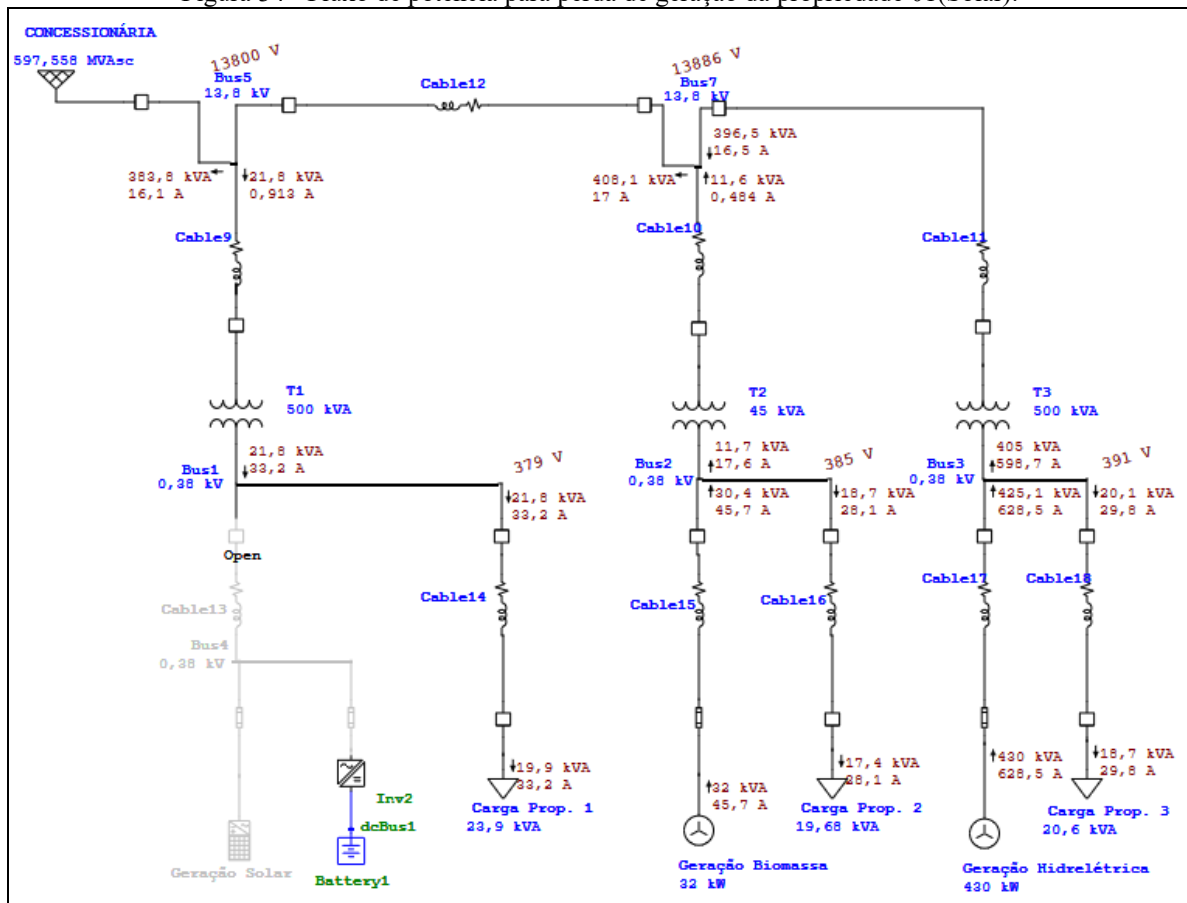 CONCESSIONÁRIA
597,558 MVAsc
13800 V
Bus5
13,8 kV
Cable12
13886 V
Bus7
13,8 kV
396,5 kVA
16,5 A
383,8 kVA
16,1 A
21,8 kVA
0,913 A
408,1 kVA
17 A
11,6 kVA
0,484 A
Cable9
Cable10
Cable11
T1
500 kVA
T2
45 kVA
T3
500 kVA
21,8 kVA
33,2 A
Bus1
0,38 kV
379 V
21,8 kVA
33,2 A
11,7 kVA
17,6 A
Bus2
0,38 kV
385 V
30,4 kVA
45,7 A
18,7 kVA
28,1 A
405 kVA
598,7 A
Bus3
0,38 kV
391 V
425,1 kVA
628,5 A
20,1 kVA
29,8 A
Open
Cable13
Cable14
Cable15
Cable16
Cable17
Cable18
Bus4
0,38 kV
19,9 kVA
33,2 A
Inv2
dcBus1
Battery1
Geração Solar
Carga Prop. 1
23,9 kVA
32 kVA
45,7 A
17,4 kVA
28,1 A
Carga Prop. 2
19,68 kVA
430 kVA
628,5 A
18,7 kVA
29,8 A
Carga Prop. 3
20,6 kVA
Geração Biomassa
32 kW
Geração Hidrelétrica
430 kW